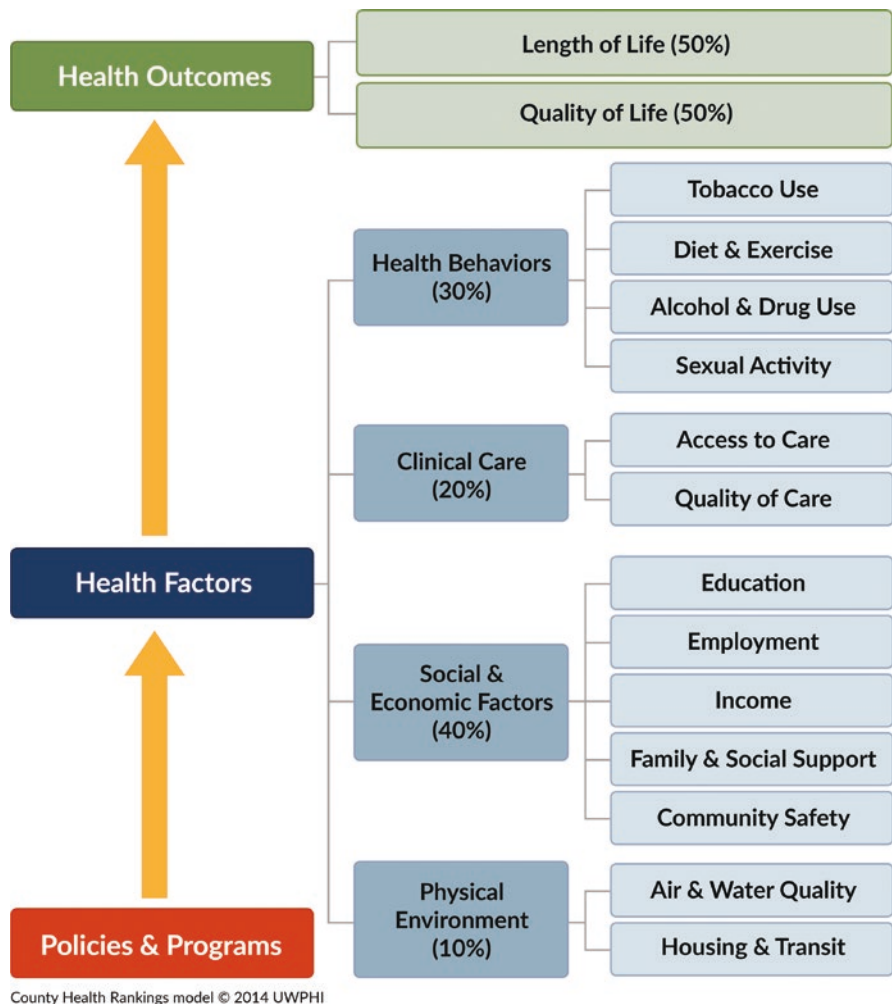 Health Outcomes
Length of Life (50%)
Quality of Life (50%)
Health Behaviors
(30%)
Tobacco Use
Diet & Exercise
Alcohol & Drug Use
Sexual Activity
Clinical Care
(20%)
Access to Care
Quality of Care
Health Factors
Social &
Economic Factors
(40%)
Education
Employment
Income
Family & Social Support
Community Safety
Physical
Environment
(10%)
Air & Water Quality
Housing & Transit
Policies & Programs
County Health Rankings model © 2014 UWPHI